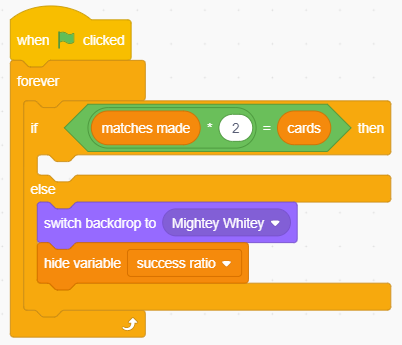 when clicked
forever
if matches made * 2 = cards then
else
switch backdrop to Mightey Whitey
hide variable success ratio